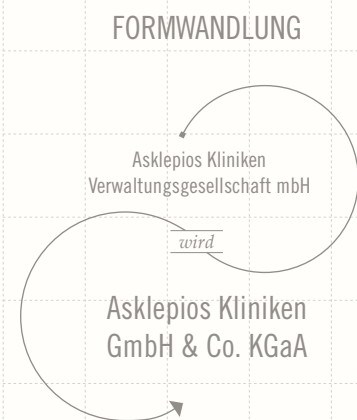 FORMWANDLUNG
Asklepios Kliniken
Verwaltungsgesellschaft mbH
wird
Asklepios Kliniken
GmbH & Co. KGaA